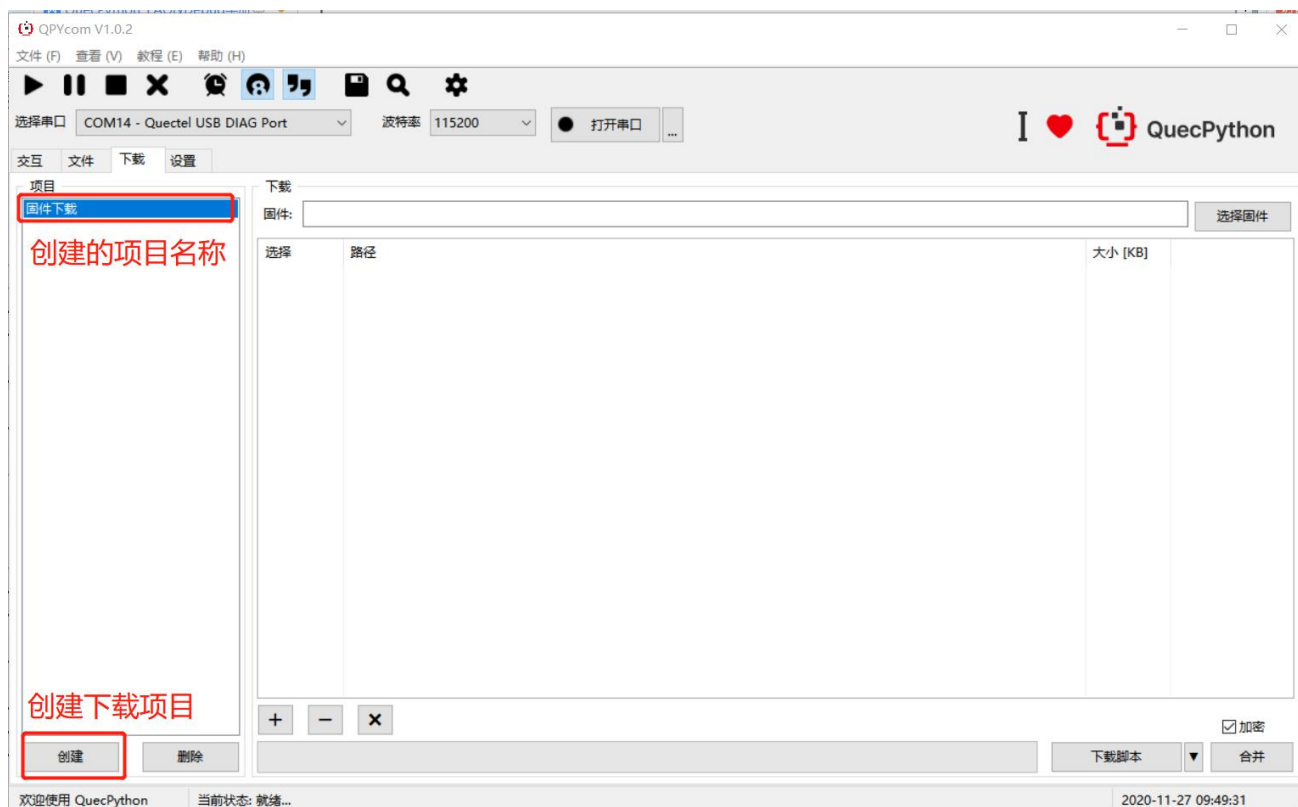 QPYcom V1.0.2
文件 (F) 查看 (V) 教程 (E) 帮助 (H)
选择串口 COM14 - Quectel USB DIAG Port 波特率 115200 打开串口 ...
I QuecPython
交互 文件 下载 设置
项目
固件下载
创建的项目名称
创建下载项目
创建 删除
下载
固件: 选择固件
选择 路径 大小 [KB]
加密
下载脚本 合并
欢迎使用 QuecPython 当前状态: 就绪... 2020-11-27 09:49:31